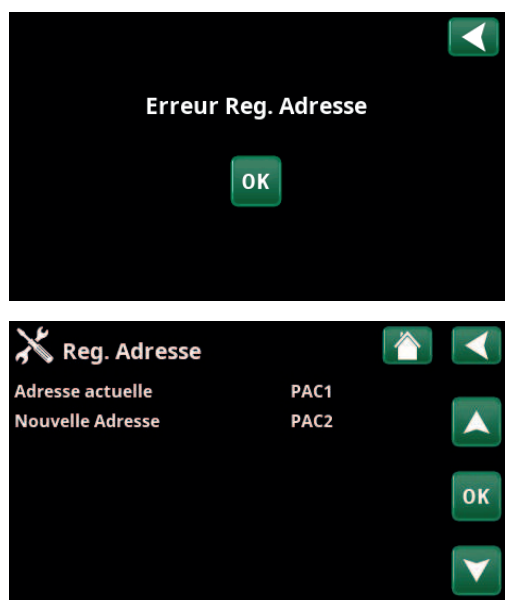 Erreur Reg. Adresse
OK
Reg. Adresse
Adresse actuelle PAC1
Nouvelle Adresse PAC2
OK